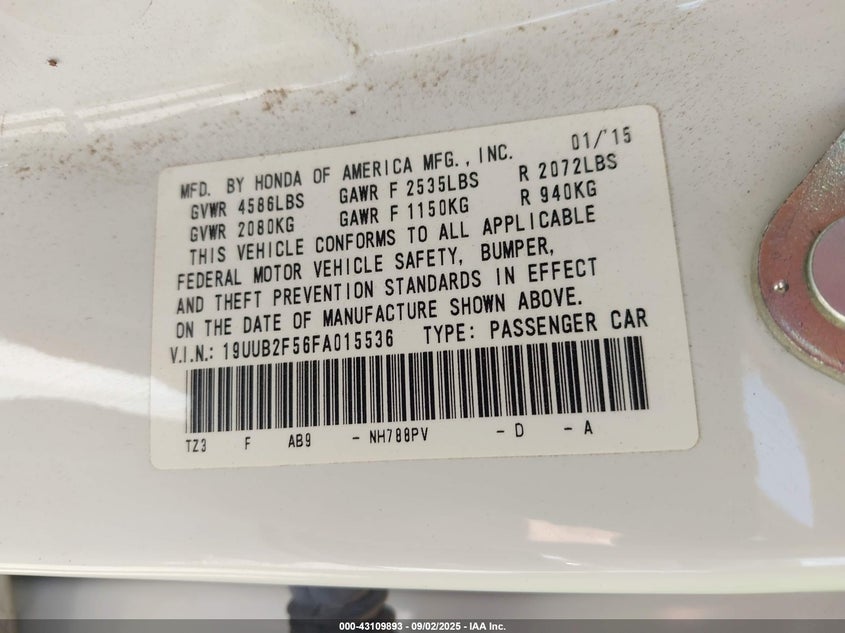 MFD. BY HONDA OF AMERICA MFG., INC. 01/'15
GVWR 4586LBS GAWR F 2535LBS R 2072LBS
GVWR 2080KG GAWR F 1150KG R 940KG
THIS VEHICLE CONFORMS TO ALL APPLICABLE
FEDERAL MOTOR VEHICLE SAFETY, BUMPER,
AND THEFT PREVENTION STANDARDS IN EFFECT
ON THE DATE OF MANUFACTURE SHOWN ABOVE.
V.I.N.: 19UUB2F56FA015536 TYPE: PASSENGER CAR
TZ3 F AB9 - NH788PV - D - A
000-43109893 - 09/02/2025 - IAA Inc.